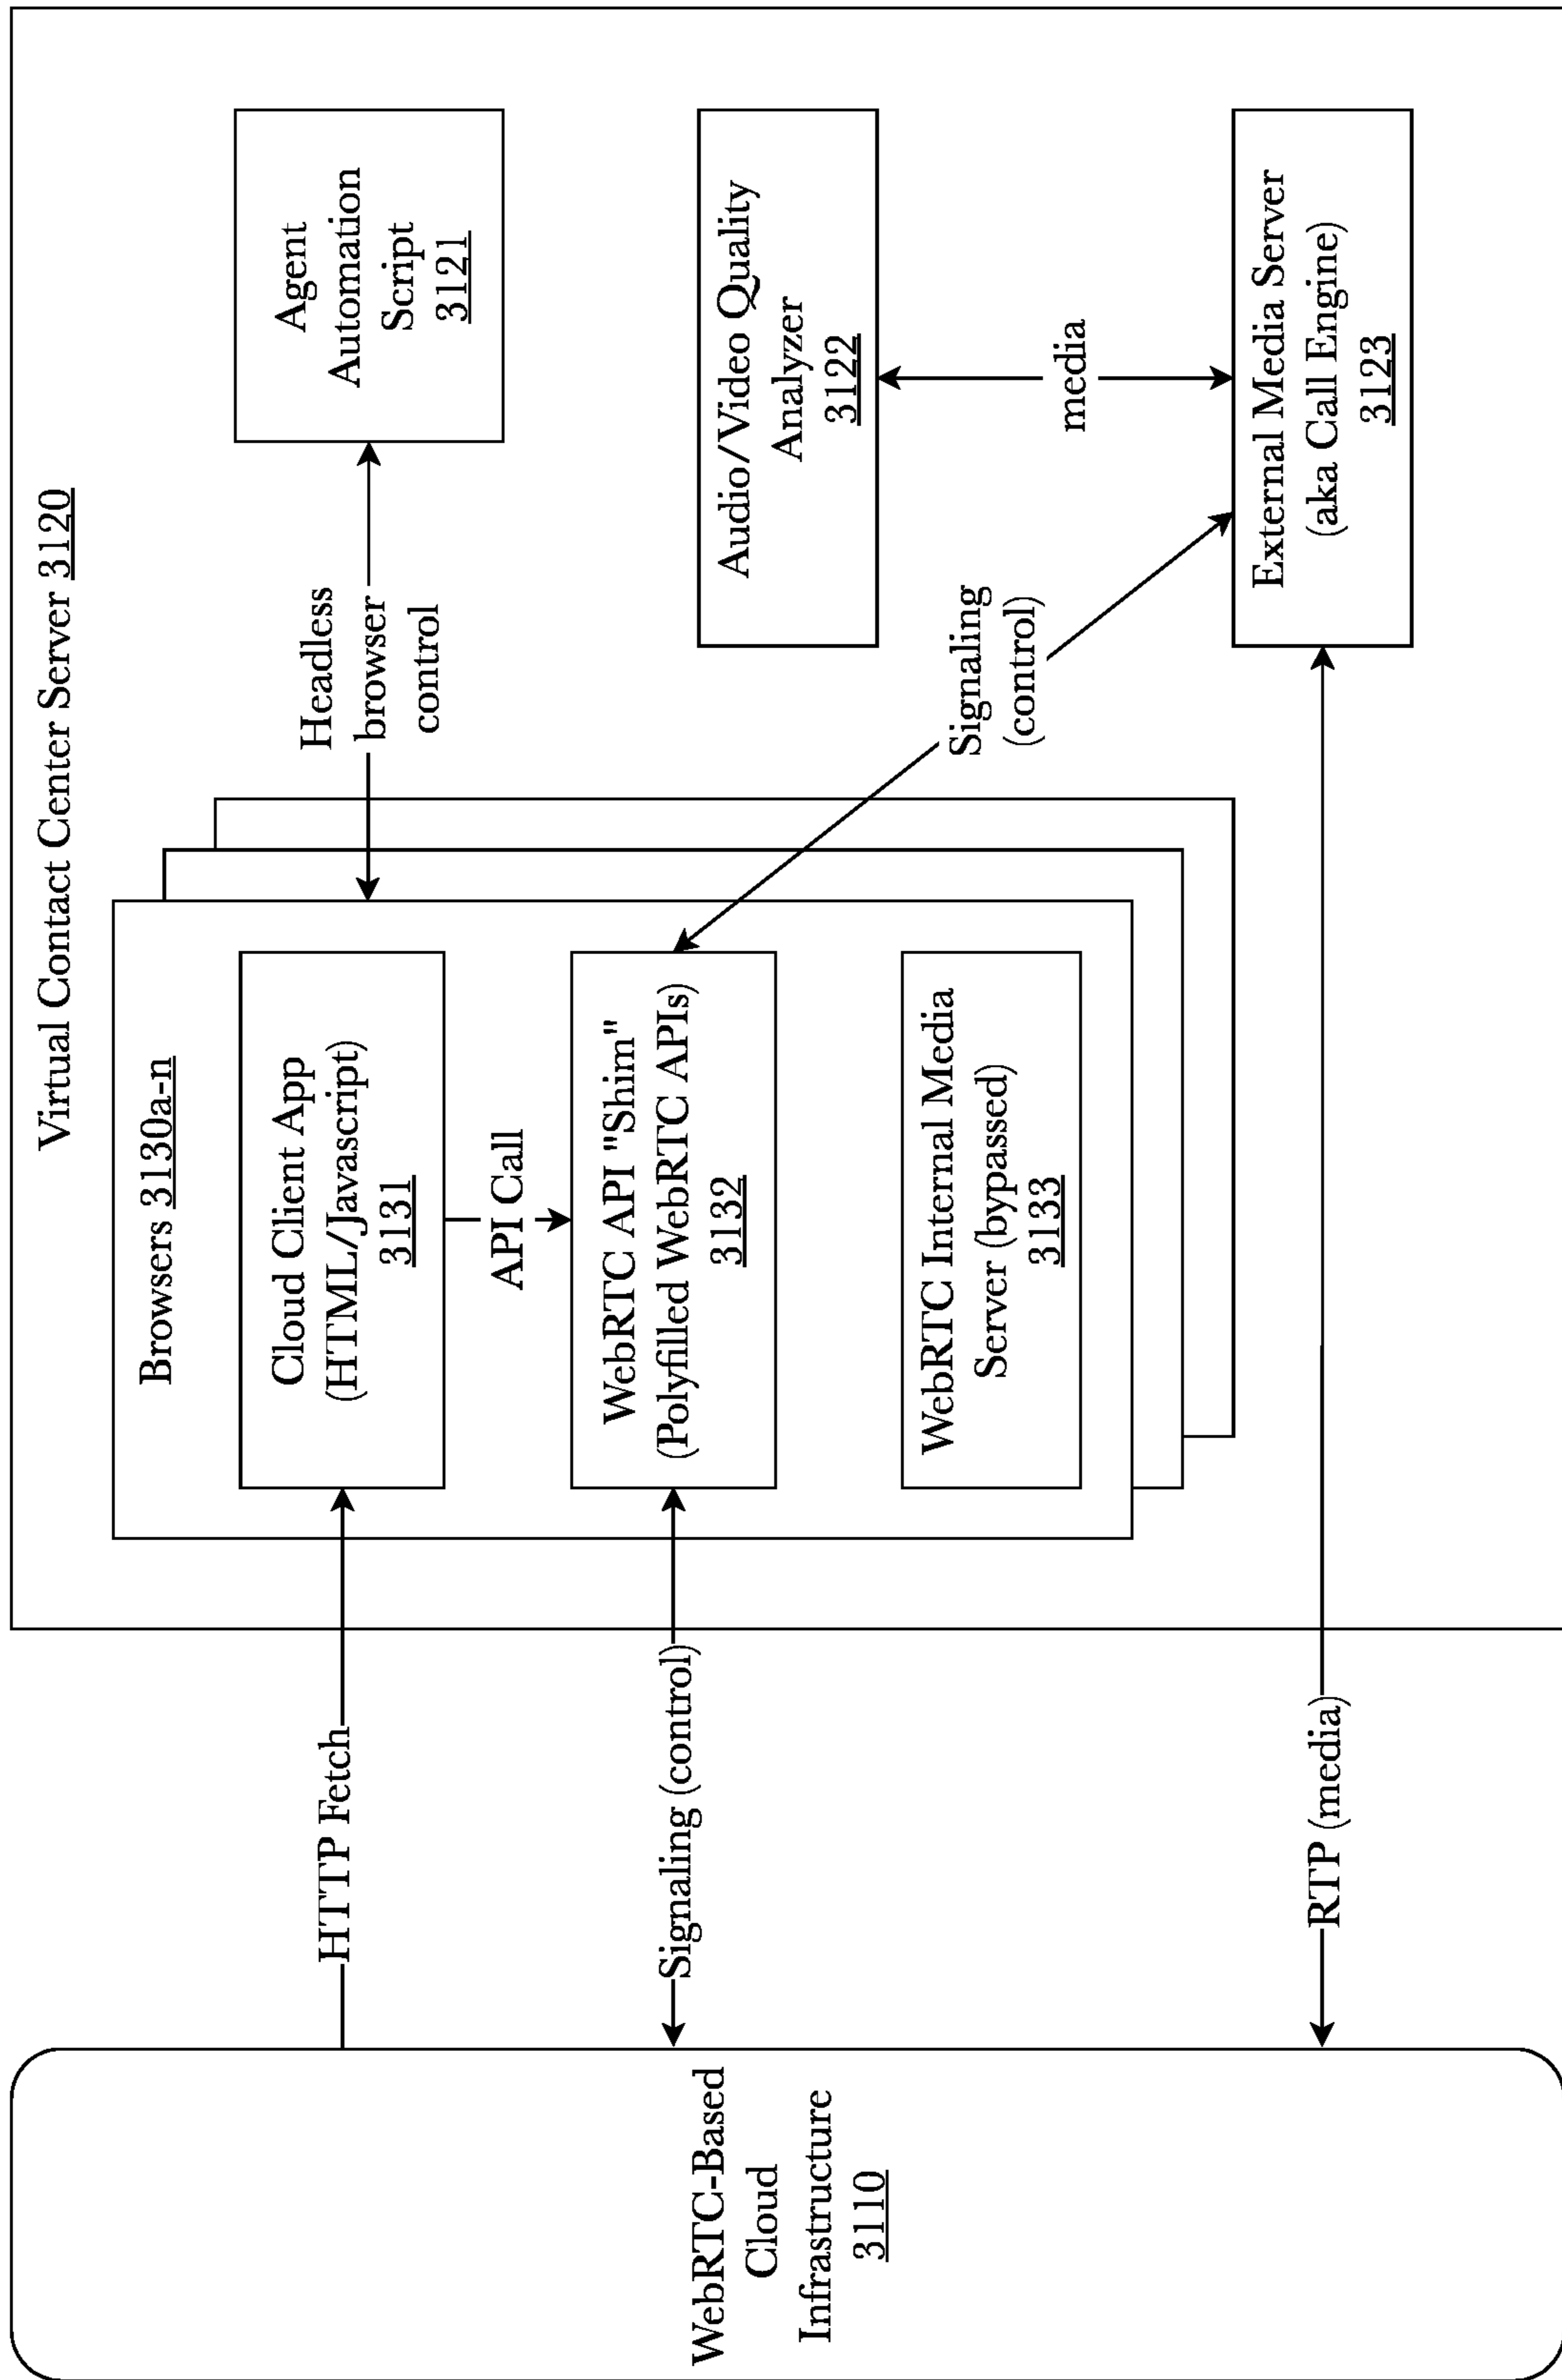 Virtual Contact Center Server 3120
WebRTC-Based
Cloud
Infrastructure
3110
HTTP Fetch
Signaling (control)
RTP (media)
Browsers 3130a-n
Cloud Client App
(HTML/Javascript)
3131
API Call
WebRTC API "Shim"
(Polyfilled WebRTC APIs)
3132
WebRTC Internal Media
Server (bypassed)
3133
Headless
browser
control
Signaling
(control)
Agent
Automation
Script
3121
Audio/Video Quality
Analyzer
3122
media
External Media Server
(aka Call Engine)
3123